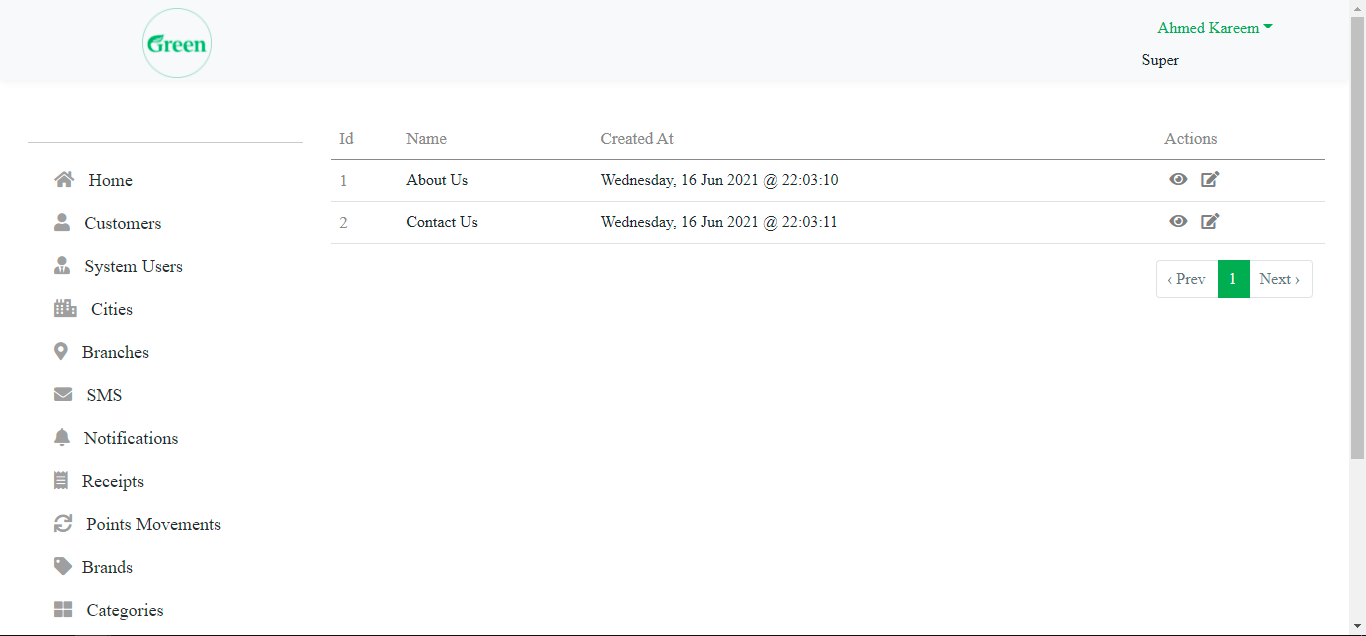 Green
Ahmed Kareem
Super
Home
Customers
System Users
Cities
Branches
SMS
Notifications
Receipts
Points Movements
Brands
Categories
Id Name Created At Actions
1 About Us Wednesday, 16 Jun 2021 @ 22:03:10
2 Contact Us Wednesday, 16 Jun 2021 @ 22:03:11
‹ Prev 1 Next ›